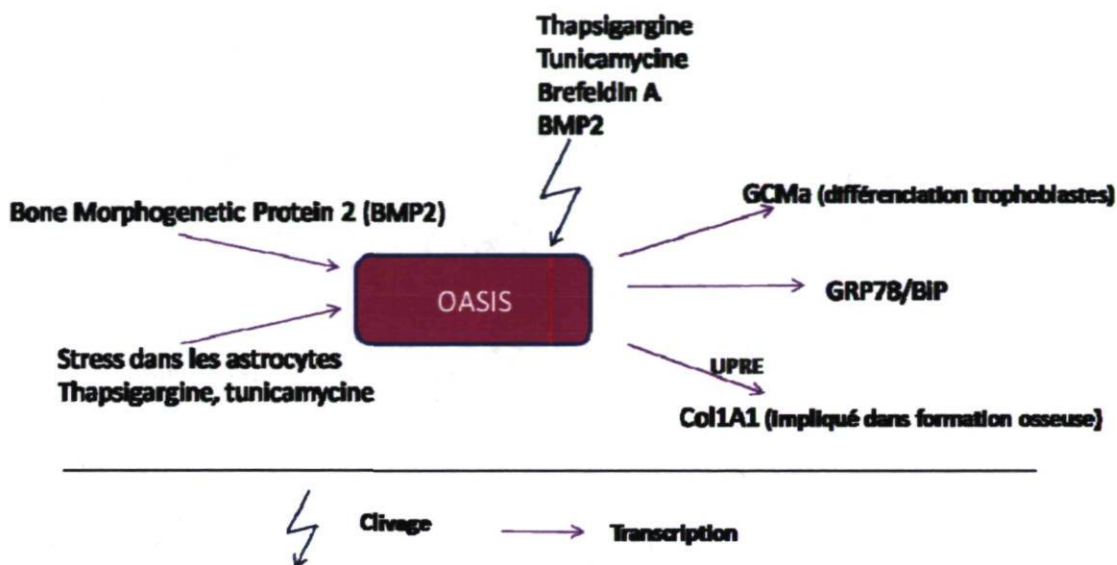 Thapsigargine
Tunicamycine
Brefeldin A
BMP2
Bone Morphogenetic Protein 2 (BMP2)
GCMa (différenciation trophoblastes)
OASIS
GRP78/BiP
Stress dans les astrocytes
Thapsigargine, tunicamycine
UPRE
Col1A1 (impliqué dans formation osseuse)
Clivage
Transcription